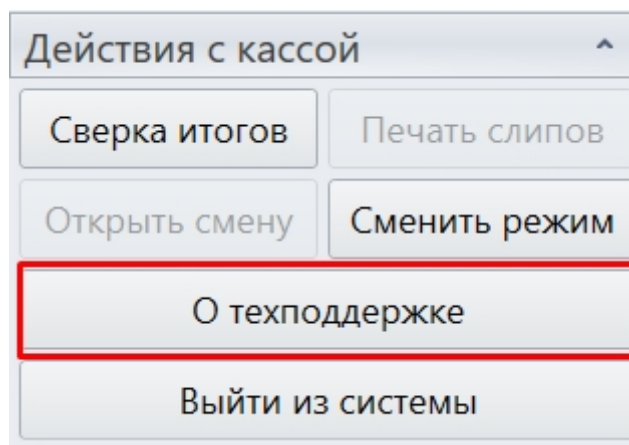 Действия с кассой
Сверка итогов Печать слипов
Открыть смену Сменить режим
О техподдержке
Выйти из системы